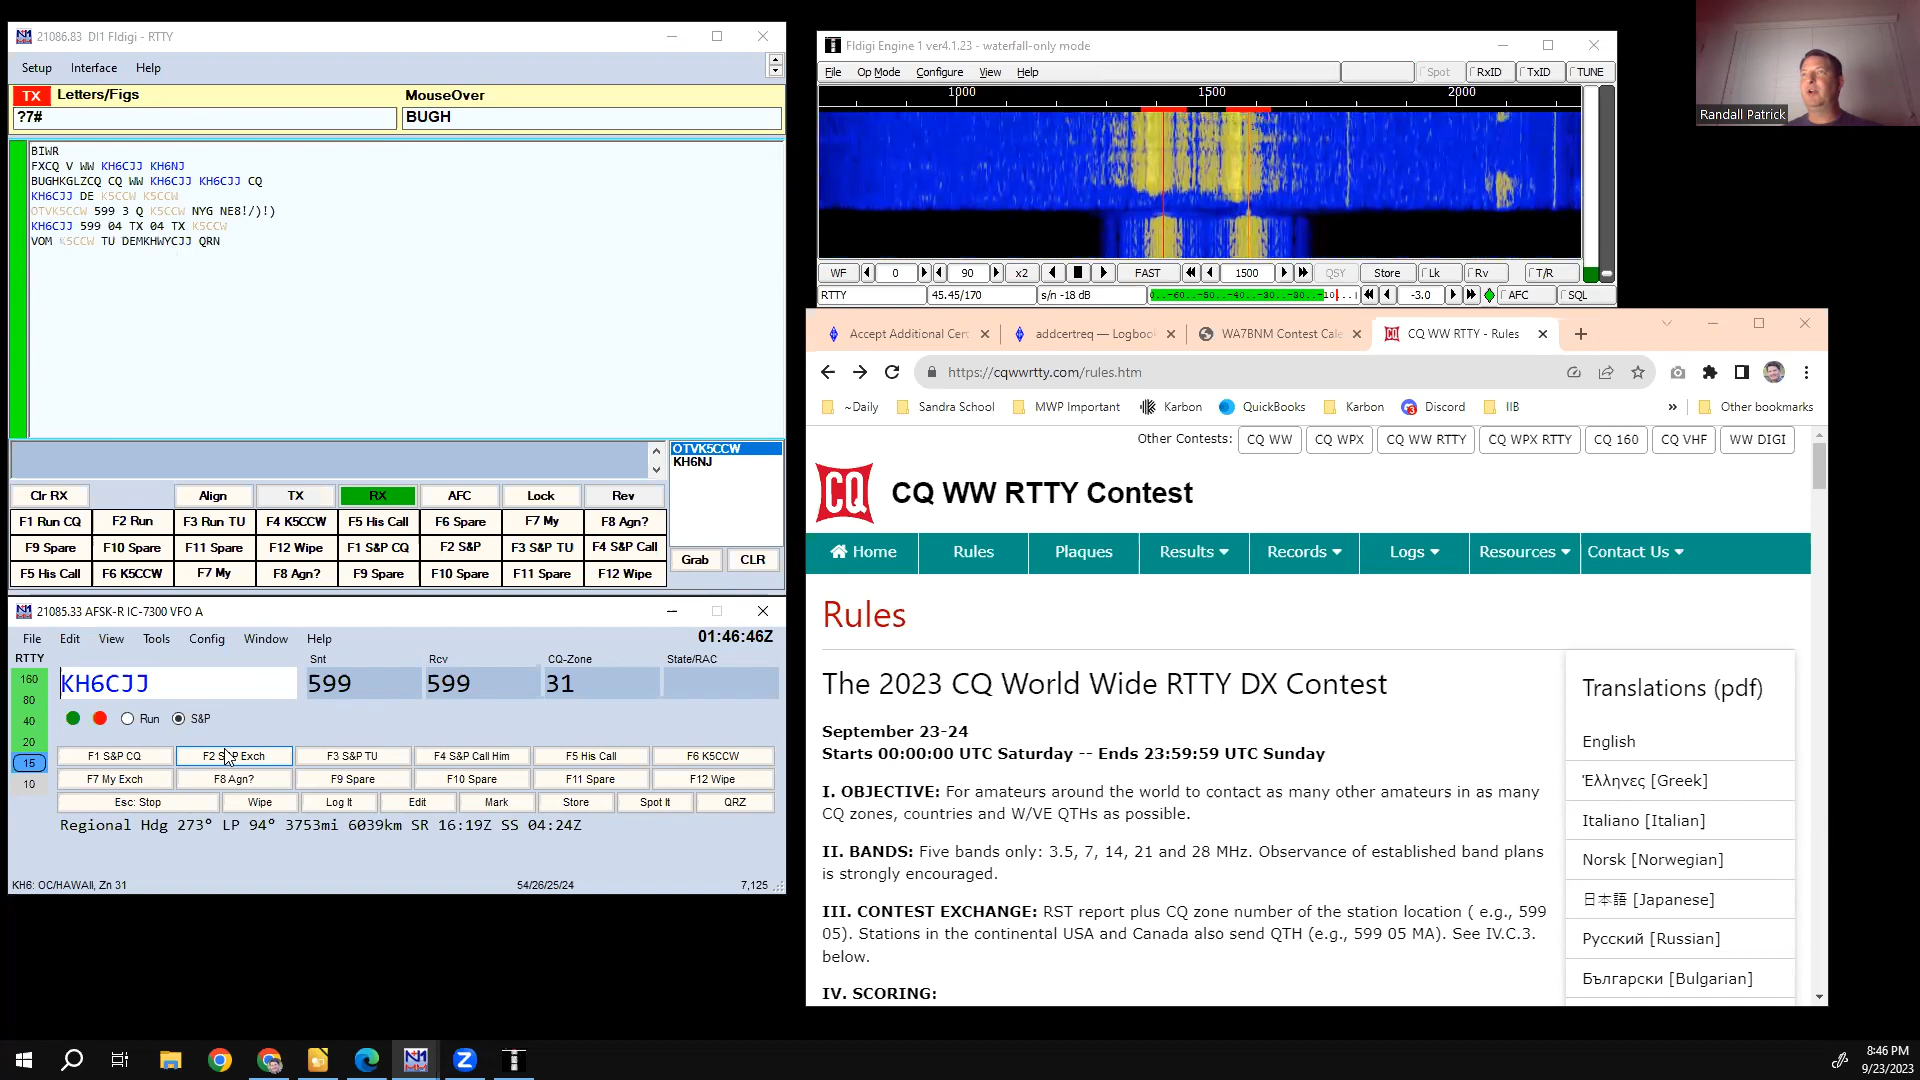 21086.83 DI1 Fldigi - RTTY
Setup Interface Help
TX Letters/Figs MouseOver
?7# BUGH
BIWR
FXCQ V WW KH6CJJ KH6NJ
BUGHKGLZCQ CQ WW KH6CJJ KH6CJJ CQ
KH6CJJ DE K5CCW K5CCW
OTVK5CCW 599 3 Q K5CCW NYG NE8!/)!)
KH6CJJ 599 04 TX 04 TX K5CCW
VOM K5CCW TU DEMKHWYCJJ QRN
OTVK5CCW
KH6NJ
Clr RX Align TX RX AFC Lock Rev
F1 Run CQ F2 Run F3 Run TU F4 K5CCW F5 His Call F6 Spare F7 My F8 Agn?
F9 Spare F10 Spare F11 Spare F12 Wipe F1 S&P CQ F2 S&P F3 S&P TU F4 S&P Call
F5 His Call F6 K5CCW F7 My F8 Agn? F9 Spare F10 Spare F11 Spare F12 Wipe
Grab CLR
21085.33 AFSK-R IC-7300 VFO A
File Edit View Tools Config Window Help 01:46:46Z
RTTY Snt Rcv CQ-Zone State/RAC
KH6CJJ 599 599 31
160
80
40
20
15
10
Run S&P
F1 S&P CQ F2 S&P Exch F3 S&P TU F4 S&P Call Him F5 His Call F6 K5CCW
F7 My Exch F8 Agn? F9 Spare F10 Spare F11 Spare F12 Wipe
Esc: Stop Wipe Log It Edit Mark Store Spot It QRZ
Regional Hdg 273° LP 94° 3753mi 6039km SR 16:19Z SS 04:24Z
KH6: OC/HAWAII, Zn 31 54/26/25/24 7,125
Fldigi Engine 1 ver4.1.23 - waterfall-only mode
File Op Mode Configure View Help Spot RxID TxID TUNE
1000 1500 2000
WF 0 90 x2 FAST 1500 QSY Store Lk Rv T/R
RTTY 45.45/170 s/n -18 dB -3.0 AFC SQL
Randall Patrick
Accept Additional Cer addcertreq — Logboo WA7BNM Contest Cale CQ WW RTTY - Rules
https://cqwwrtty.com/rules.htm
~Daily Sandra School MWP Important Karbon QuickBooks Karbon Discord IIB » Other bookmarks
Other Contests: CQ WW CQ WPX CQ WW RTTY CQ WPX RTTY CQ 160 CQ VHF WW DIGI
CQ CQ WW RTTY Contest
Home Rules Plaques Results Records Logs Resources Contact Us
Rules
The 2023 CQ World Wide RTTY DX Contest
September 23-24
Starts 00:00:00 UTC Saturday -- Ends 23:59:59 UTC Sunday
I. OBJECTIVE: For amateurs around the world to contact as many other amateurs in as many
CQ zones, countries and W/VE QTHs as possible.
II. BANDS: Five bands only: 3.5, 7, 14, 21 and 28 MHz. Observance of established band plans
is strongly encouraged.
III. CONTEST EXCHANGE: RST report plus CQ zone number of the station location ( e.g., 599
05). Stations in the continental USA and Canada also send QTH (e.g., 599 05 MA). See IV.C.3.
below.
IV. SCORING:
Translations (pdf)
English
Έλληνες [Greek]
Italiano [Italian]
Norsk [Norwegian]
日本語 [Japanese]
Русский [Russian]
Български [Bulgarian]
8:46 PM
9/23/2023